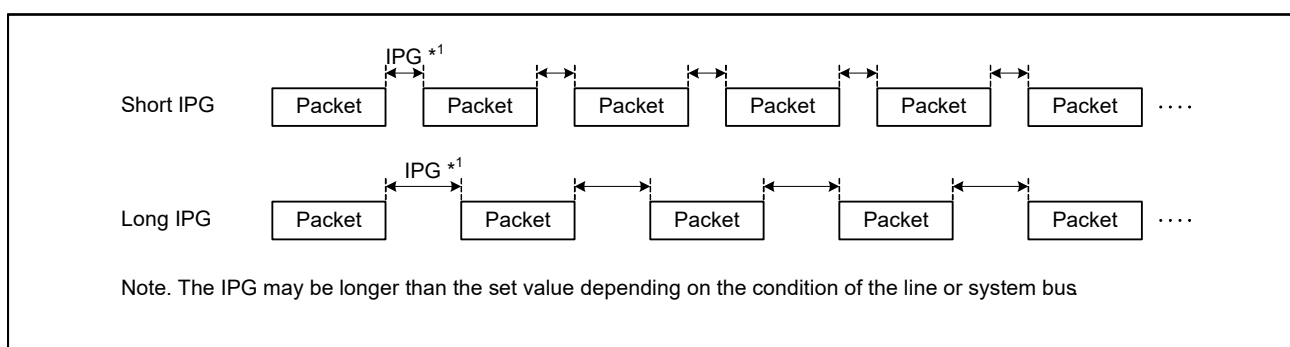 IPG *1
Short IPG Packet Packet Packet Packet Packet Packet ....
IPG *1
Long IPG Packet Packet Packet Packet Packet ....
Note. The IPG may be longer than the set value depending on the condition of the line or system bus.